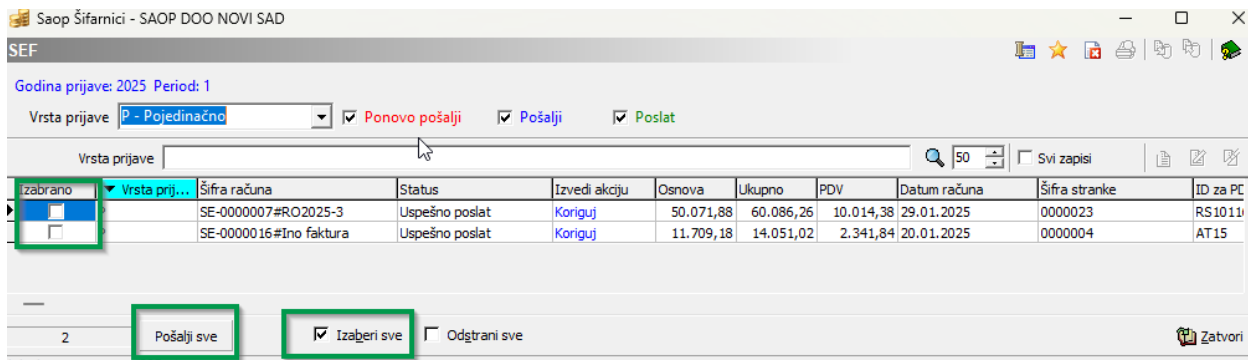 Saop Šifarnici - SAOP DOO NOVI SAD
SEF
Godina prijave: 2025 Period: 1
Vrsta prijave P - Pojedinačno Ponovo pošalji Pošalji Poslat
Vrsta prijave 50 Svi zapisi
Izabrano Vrsta prij... Šifra računa Status Izvedi akciju Osnova Ukupno PDV Datum računa Šifra stranke ID za PD
P SE-0000007#RO2025-3 Uspešno poslat Koriguj 50.071,88 60.086,26 10.014,38 29.01.2025 0000023 RS1011
P SE-0000016#Ino faktura Uspešno poslat Koriguj 11.709,18 14.051,02 2.341,84 20.01.2025 0000004 AT15
2 Pošalji sve Izaberi sve Odstrani sve Zatvori